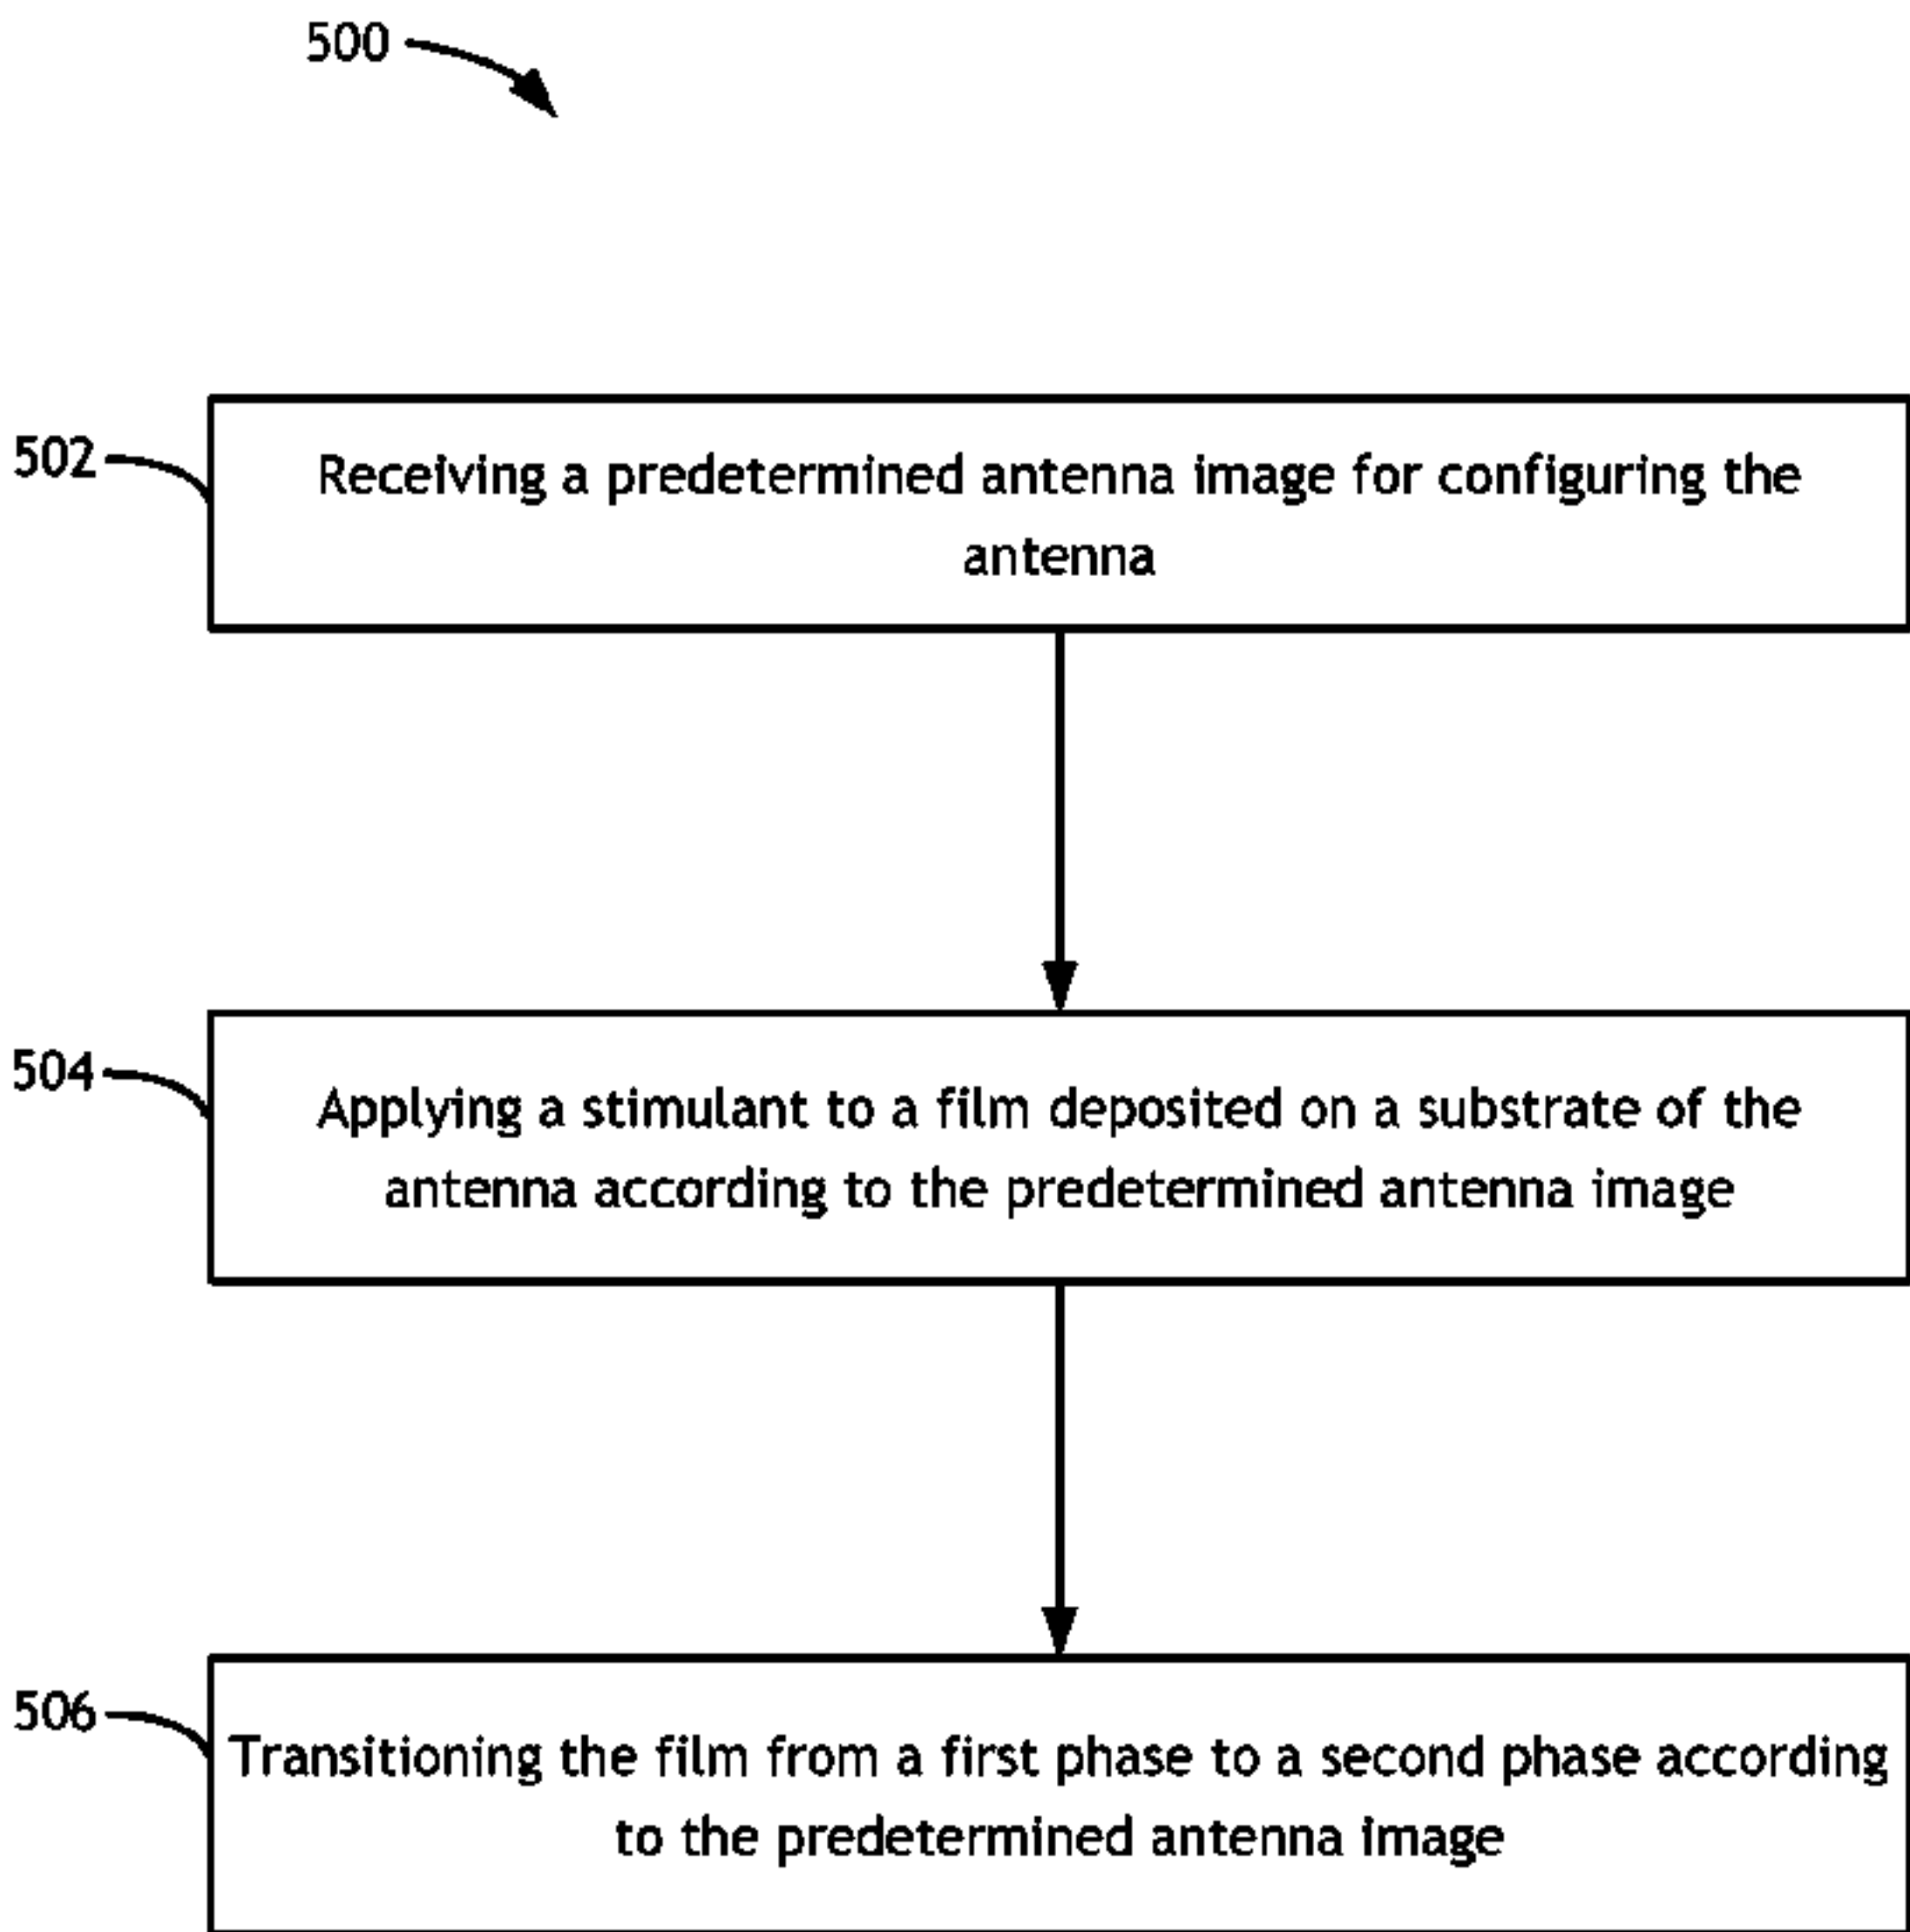 500
502
Receiving a predetermined antenna image for configuring the
antenna
504
Applying a stimulant to a film deposited on a substrate of the
antenna according to the predetermined antenna image
506
Transitioning the film from a first phase to a second phase according
to the predetermined antenna image